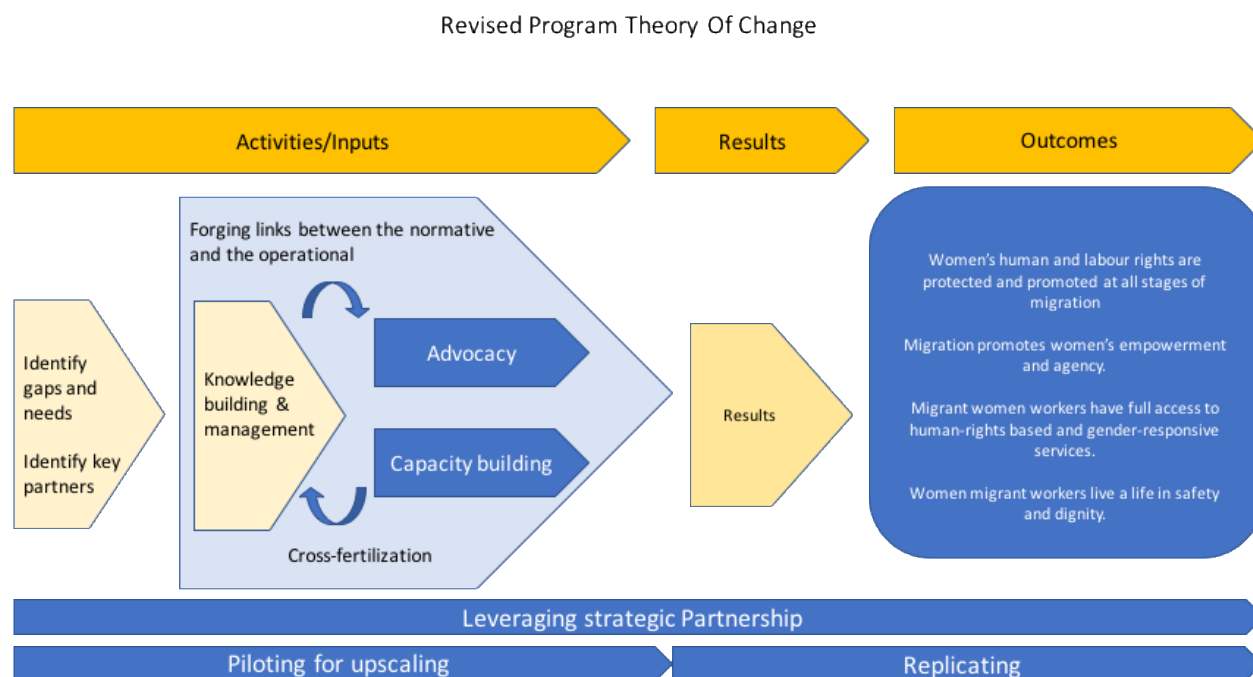 Revised Program Theory Of Change
Activities/Inputs
Results
Outcomes
Identify
gaps and
needs
Identify key
partners
Forging links between the normative
and the operational
Knowledge
building &
management
Advocacy
Capacity building
Cross-fertilization
Results
Women’s human and labour rights are
protected and promoted at all stages of
migration
Migration promotes women’s empowerment
and agency.
Migrant women workers have full access to
human-rights based and gender-responsive
services.
Women migrant workers live a life in safety
and dignity.
Leveraging strategic Partnership
Piloting for upscaling
Replicating